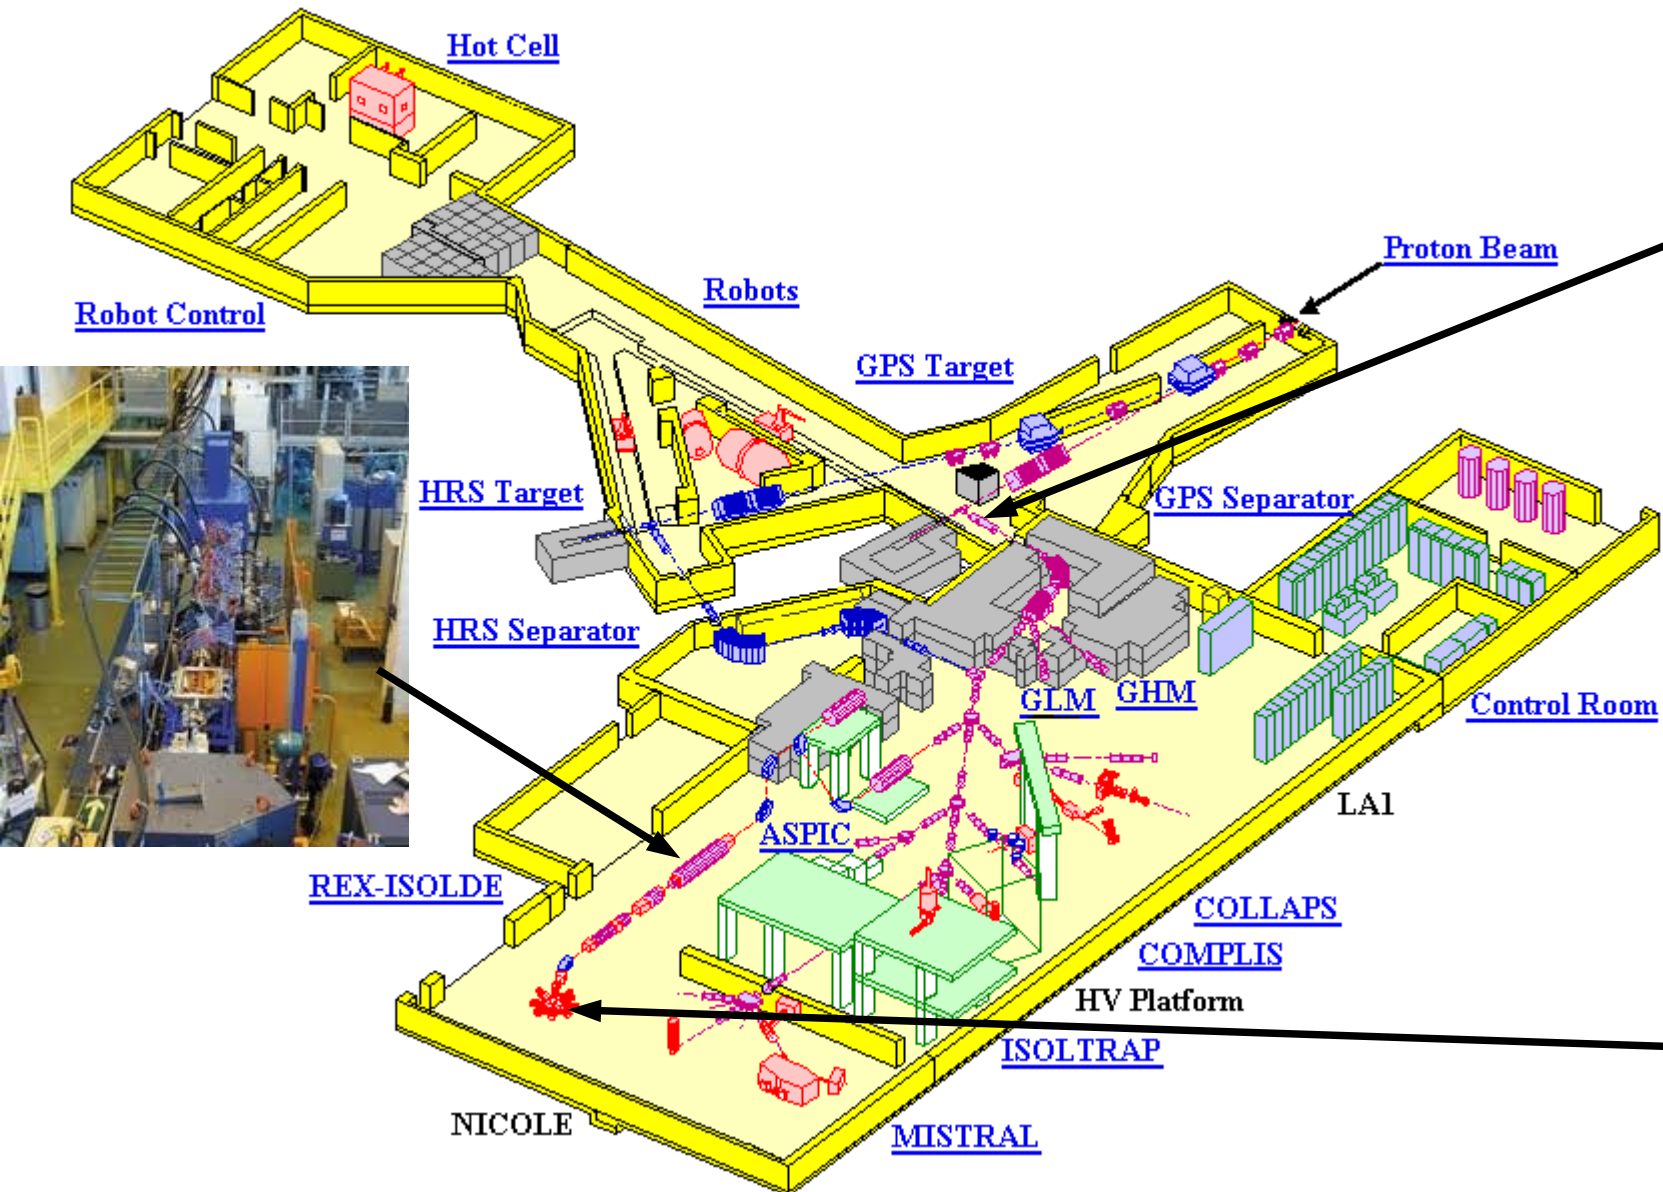 Hot Cell
Proton Beam
Robots
Robot Control
GPS Target
HRS Target
GPS Separator
HRS Separator
GLM
GHM
Control Room
LA1
ASPIC
REX-ISOLDE
COLLAPS
COMPLIS
HV Platform
ISOLTRAP
NICOLE
MISTRAL